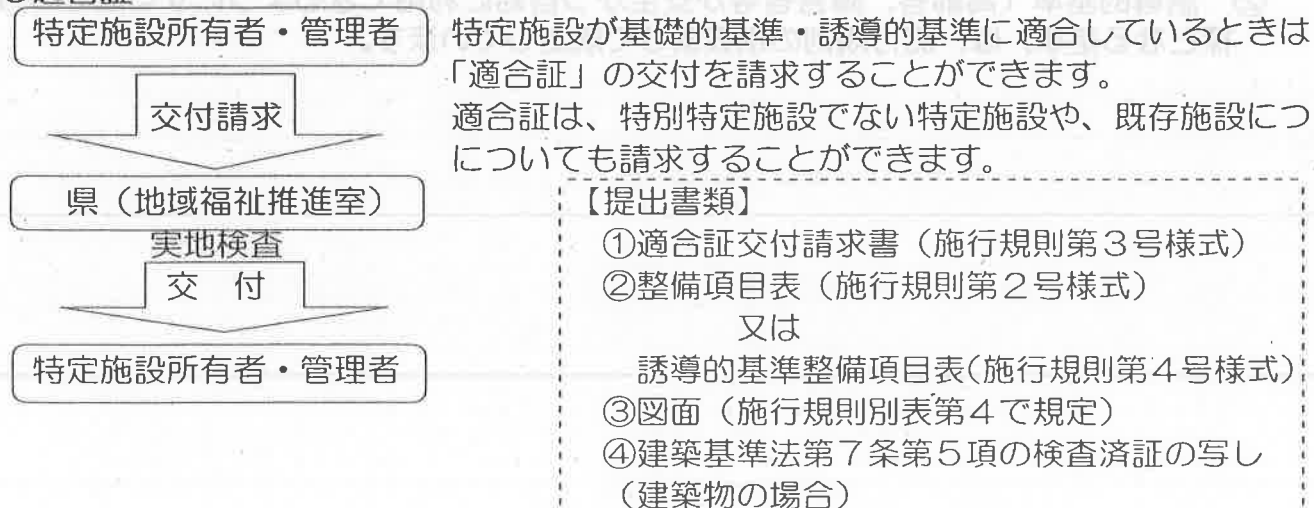 特定施設所有者・管理者
交付請求
県（地域福祉推進室）
実地検査
交　付
特定施設所有者・管理者
特定施設が基礎的基準・誘導的基準に適合しているときは
「適合証」の交付を請求することができます。
適合証は、特別特定施設でない特定施設や、既存施設につ
についても請求することができます。
【提出書類】
①適合証交付請求書（施行規則第３号様式）
②整備項目表（施行規則第２号様式）
又は
誘導的基準整備項目表(施行規則第４号様式)
③図面（施行規則別表第４で規定）
④建築基準法第７条第５項の検査済証の写し
（建築物の場合）